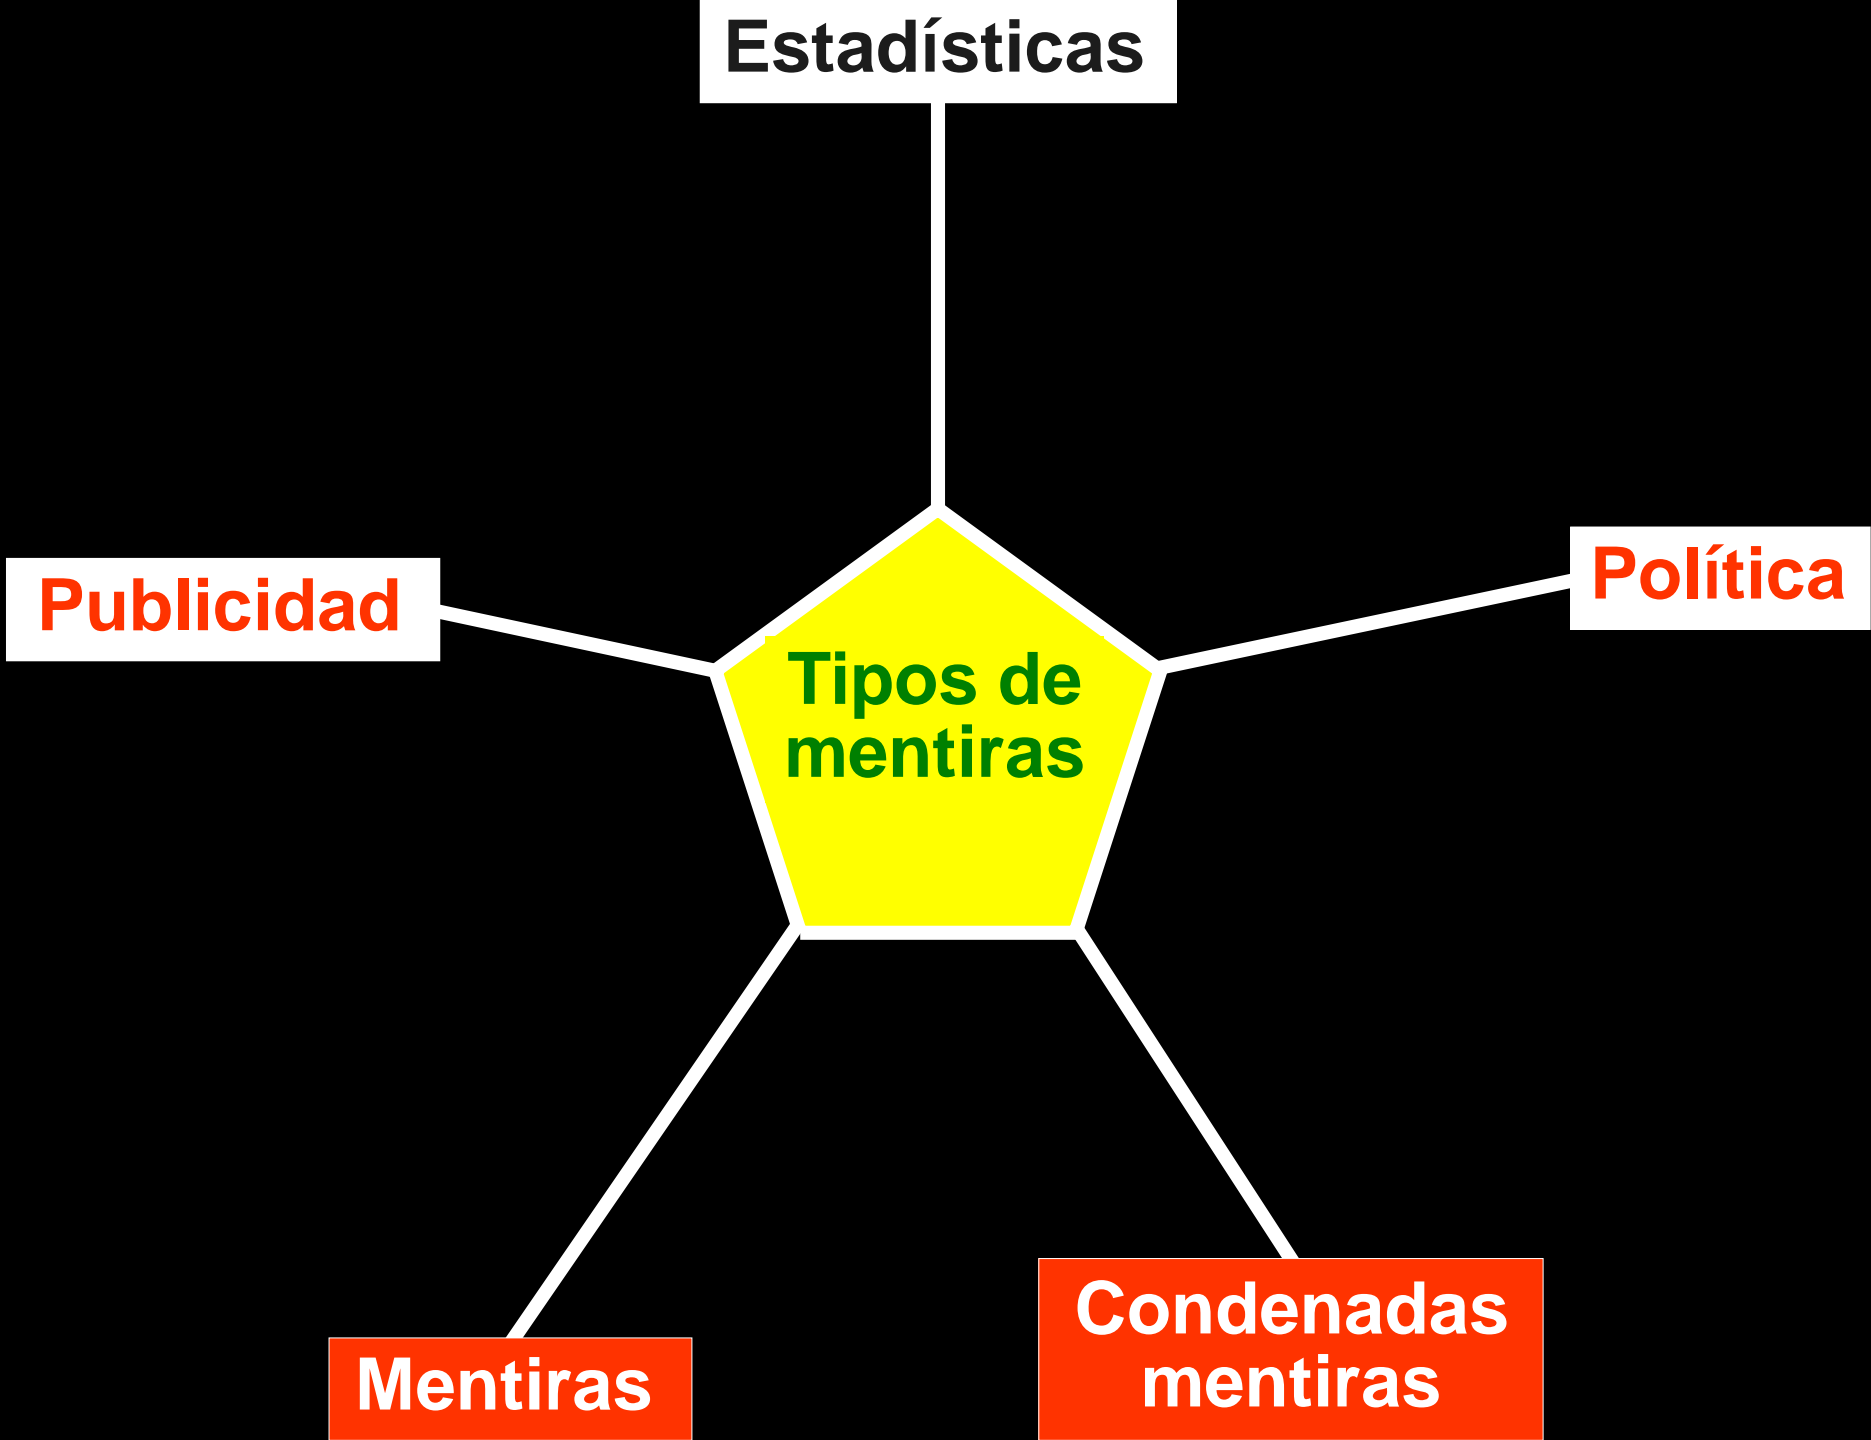 Estadísticas
Política
Publicidad
Tipos de
mentiras
Condenadas
mentiras
Mentiras